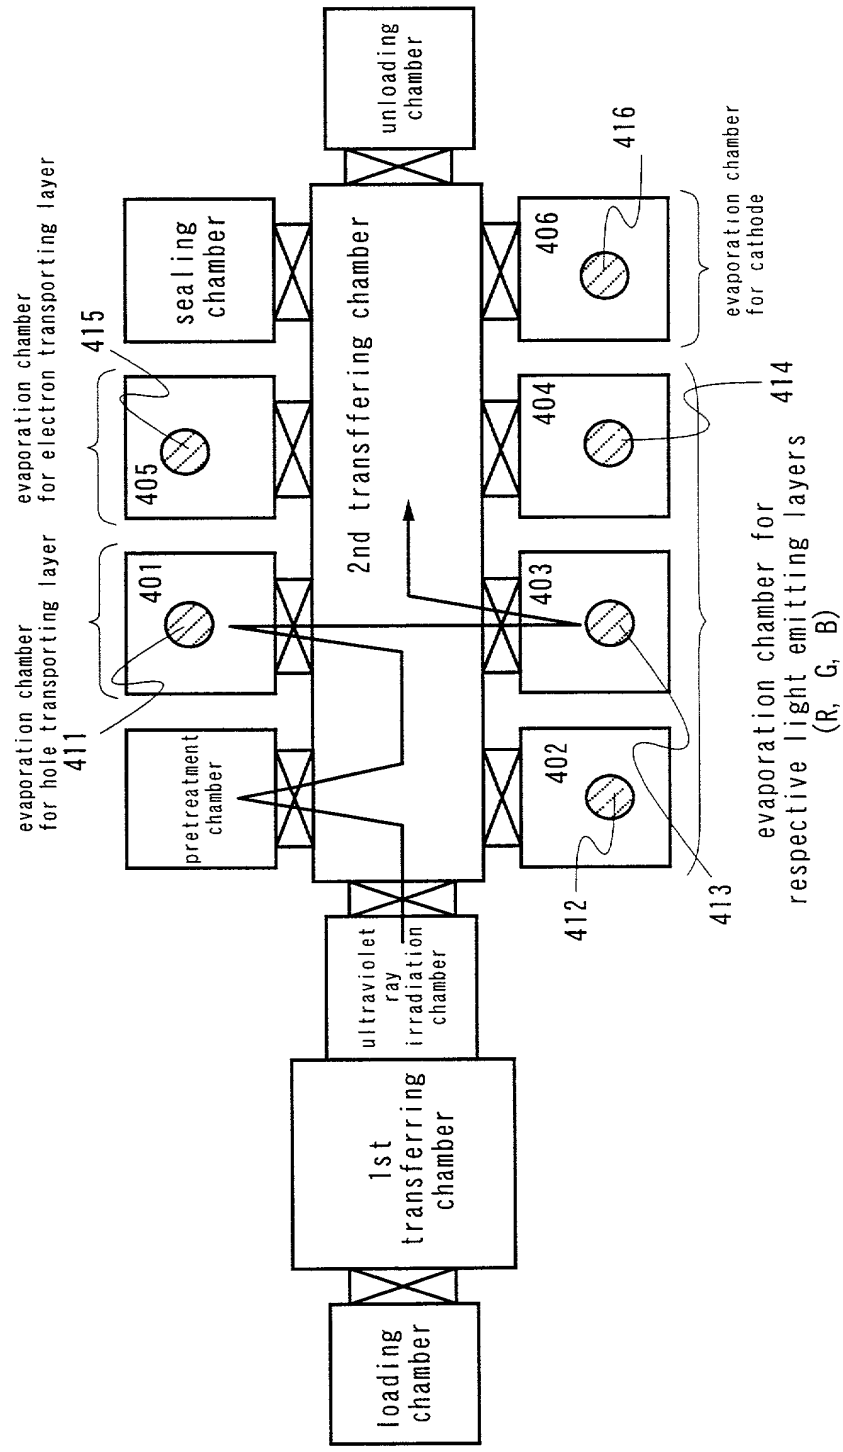 evaporation chamber
for hole transporting layer
411
evaporation chamber
for electron transporting layer
415
pretreatment
chamber
401
405
sealing
chamber
loading
chamber
1st
transferring
chamber
ultraviolet
ray
irradiation
chamber
2nd transffering chamber
unloading
chamber
402
403
404
406
412
413
414
416
evaporation chamber for
respective light emitting layers
(R, G, B)
evaporation chamber
for cathode